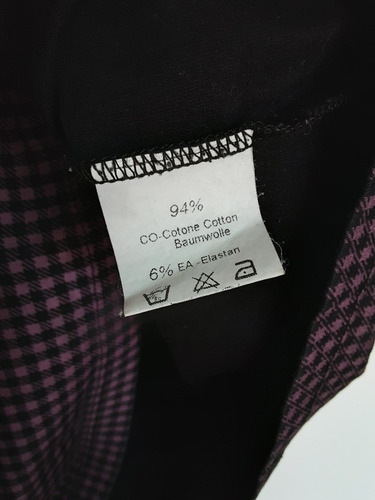 94%
CO-Cotone Cotton
Baumwolle
6% EA-Elastan